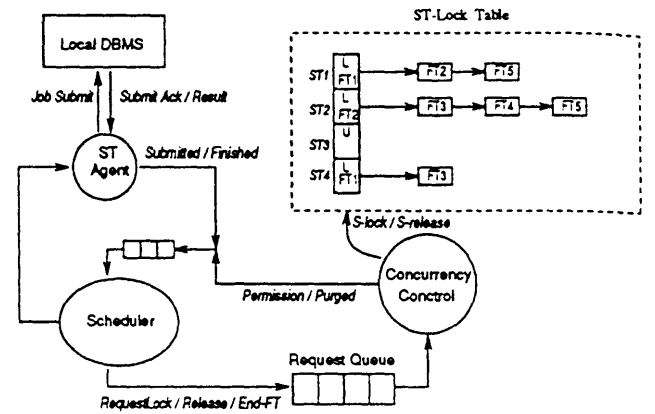 ST-Lock Table
Local DBMS
Job Submit
Submit Ack / Result
ST
Agent
Submitted / Finished
ST1
L
FT1
FT2
FT5
ST2
L
FT2
FT3
FT4
FT5
ST3
U
ST4
L
FT1
FT3
S-lock / S-release
Concurrency
Conctrol
Permission / Purged
Scheduler
Request Queue
RequestLock / Release / End-FT